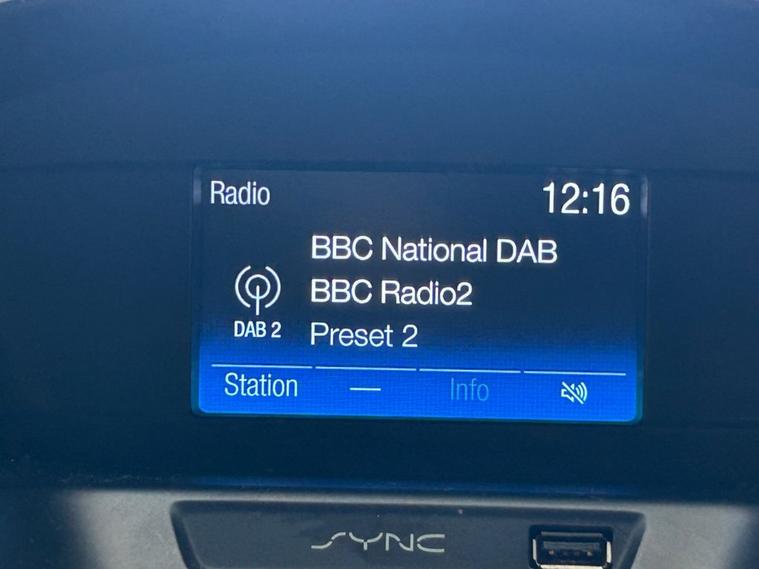 Radio 12:16
BBC National DAB
BBC Radio2
DAB 2 Preset 2
Station — Info
SYNC